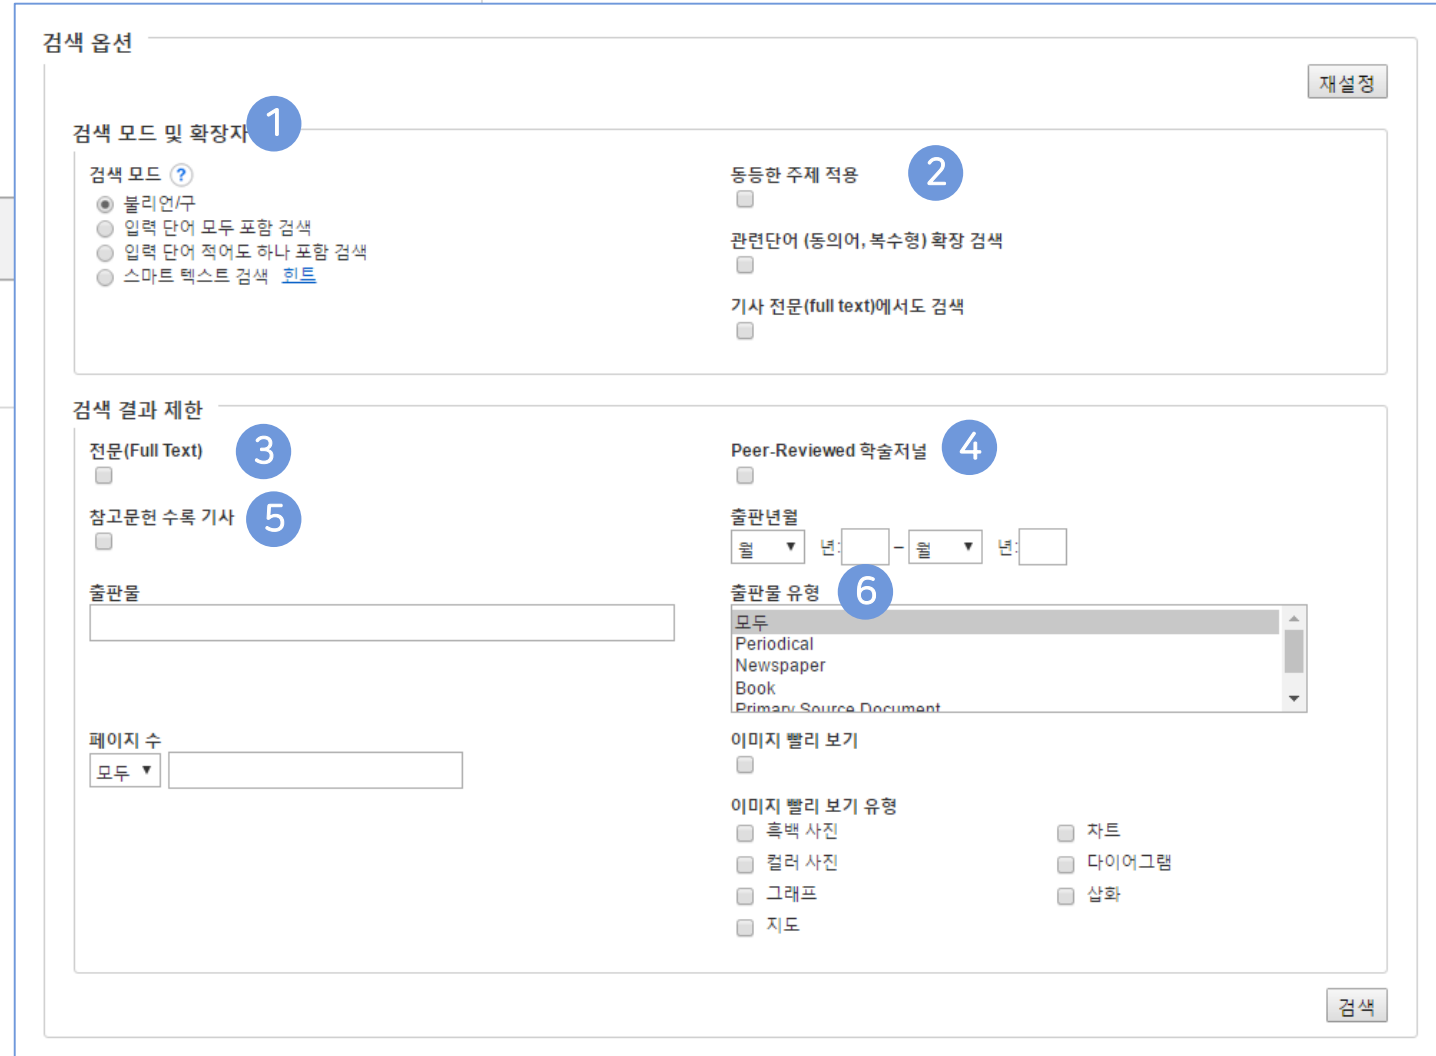 검색 옵션
재설정
검색 모드 및 확장자 1
검색 모드 ?
불리언/구
입력 단어 모두 포함 검색
입력 단어 적어도 하나 포함 검색
스마트 텍스트 검색 힌트
동등한 주제 적용 2
관련단어 (동의어, 복수형) 확장 검색
기사 전문(full text)에서도 검색
검색 결과 제한
전문(Full Text) 3
Peer-Reviewed 학술저널 4
참고문헌 수록 기사 5
출판년월
월 년: – 월 년:
출판물
출판물 유형 6
모두
Periodical
Newspaper
Book
Primary Source Document
페이지 수
모두
이미지 빨리 보기
이미지 빨리 보기 유형
흑백 사진 차트
컬러 사진 다이어그램
그래프 삽화
지도
검색